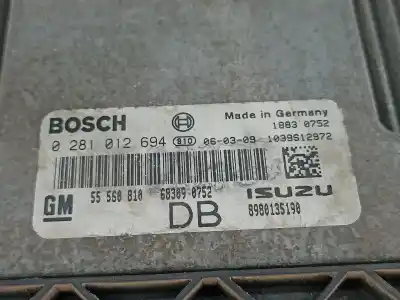 BOSCH
Made in Germany
1883 0752
0 281 012 694 B10 06-03-09 1039S12972
GM
55 560 810 68309-0752
ISUZU
DB
8980135190